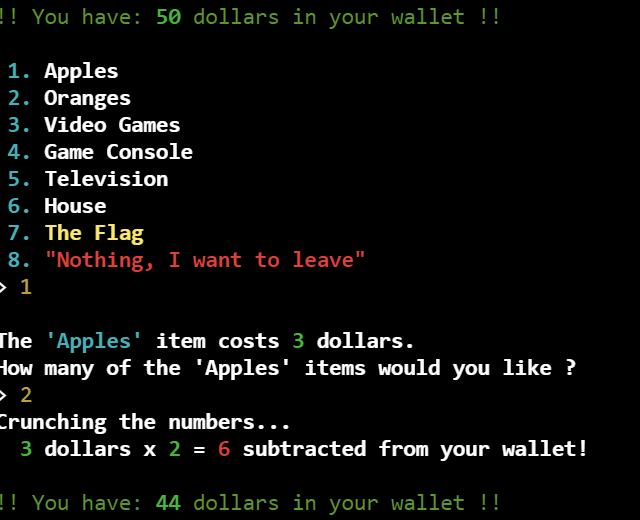 !! You have: 50 dollars in your wallet !!
1. Apples
2. Oranges
3. Video Games
4. Game Console
5. Television
6. House
7. The Flag
8. "Nothing, I want to leave"
> 1
The 'Apples' item costs 3 dollars.
How many of the 'Apples' items would you like ?
> 2
Crunching the numbers...
3 dollars x 2 = 6 subtracted from your wallet!
!! You have: 44 dollars in your wallet !!